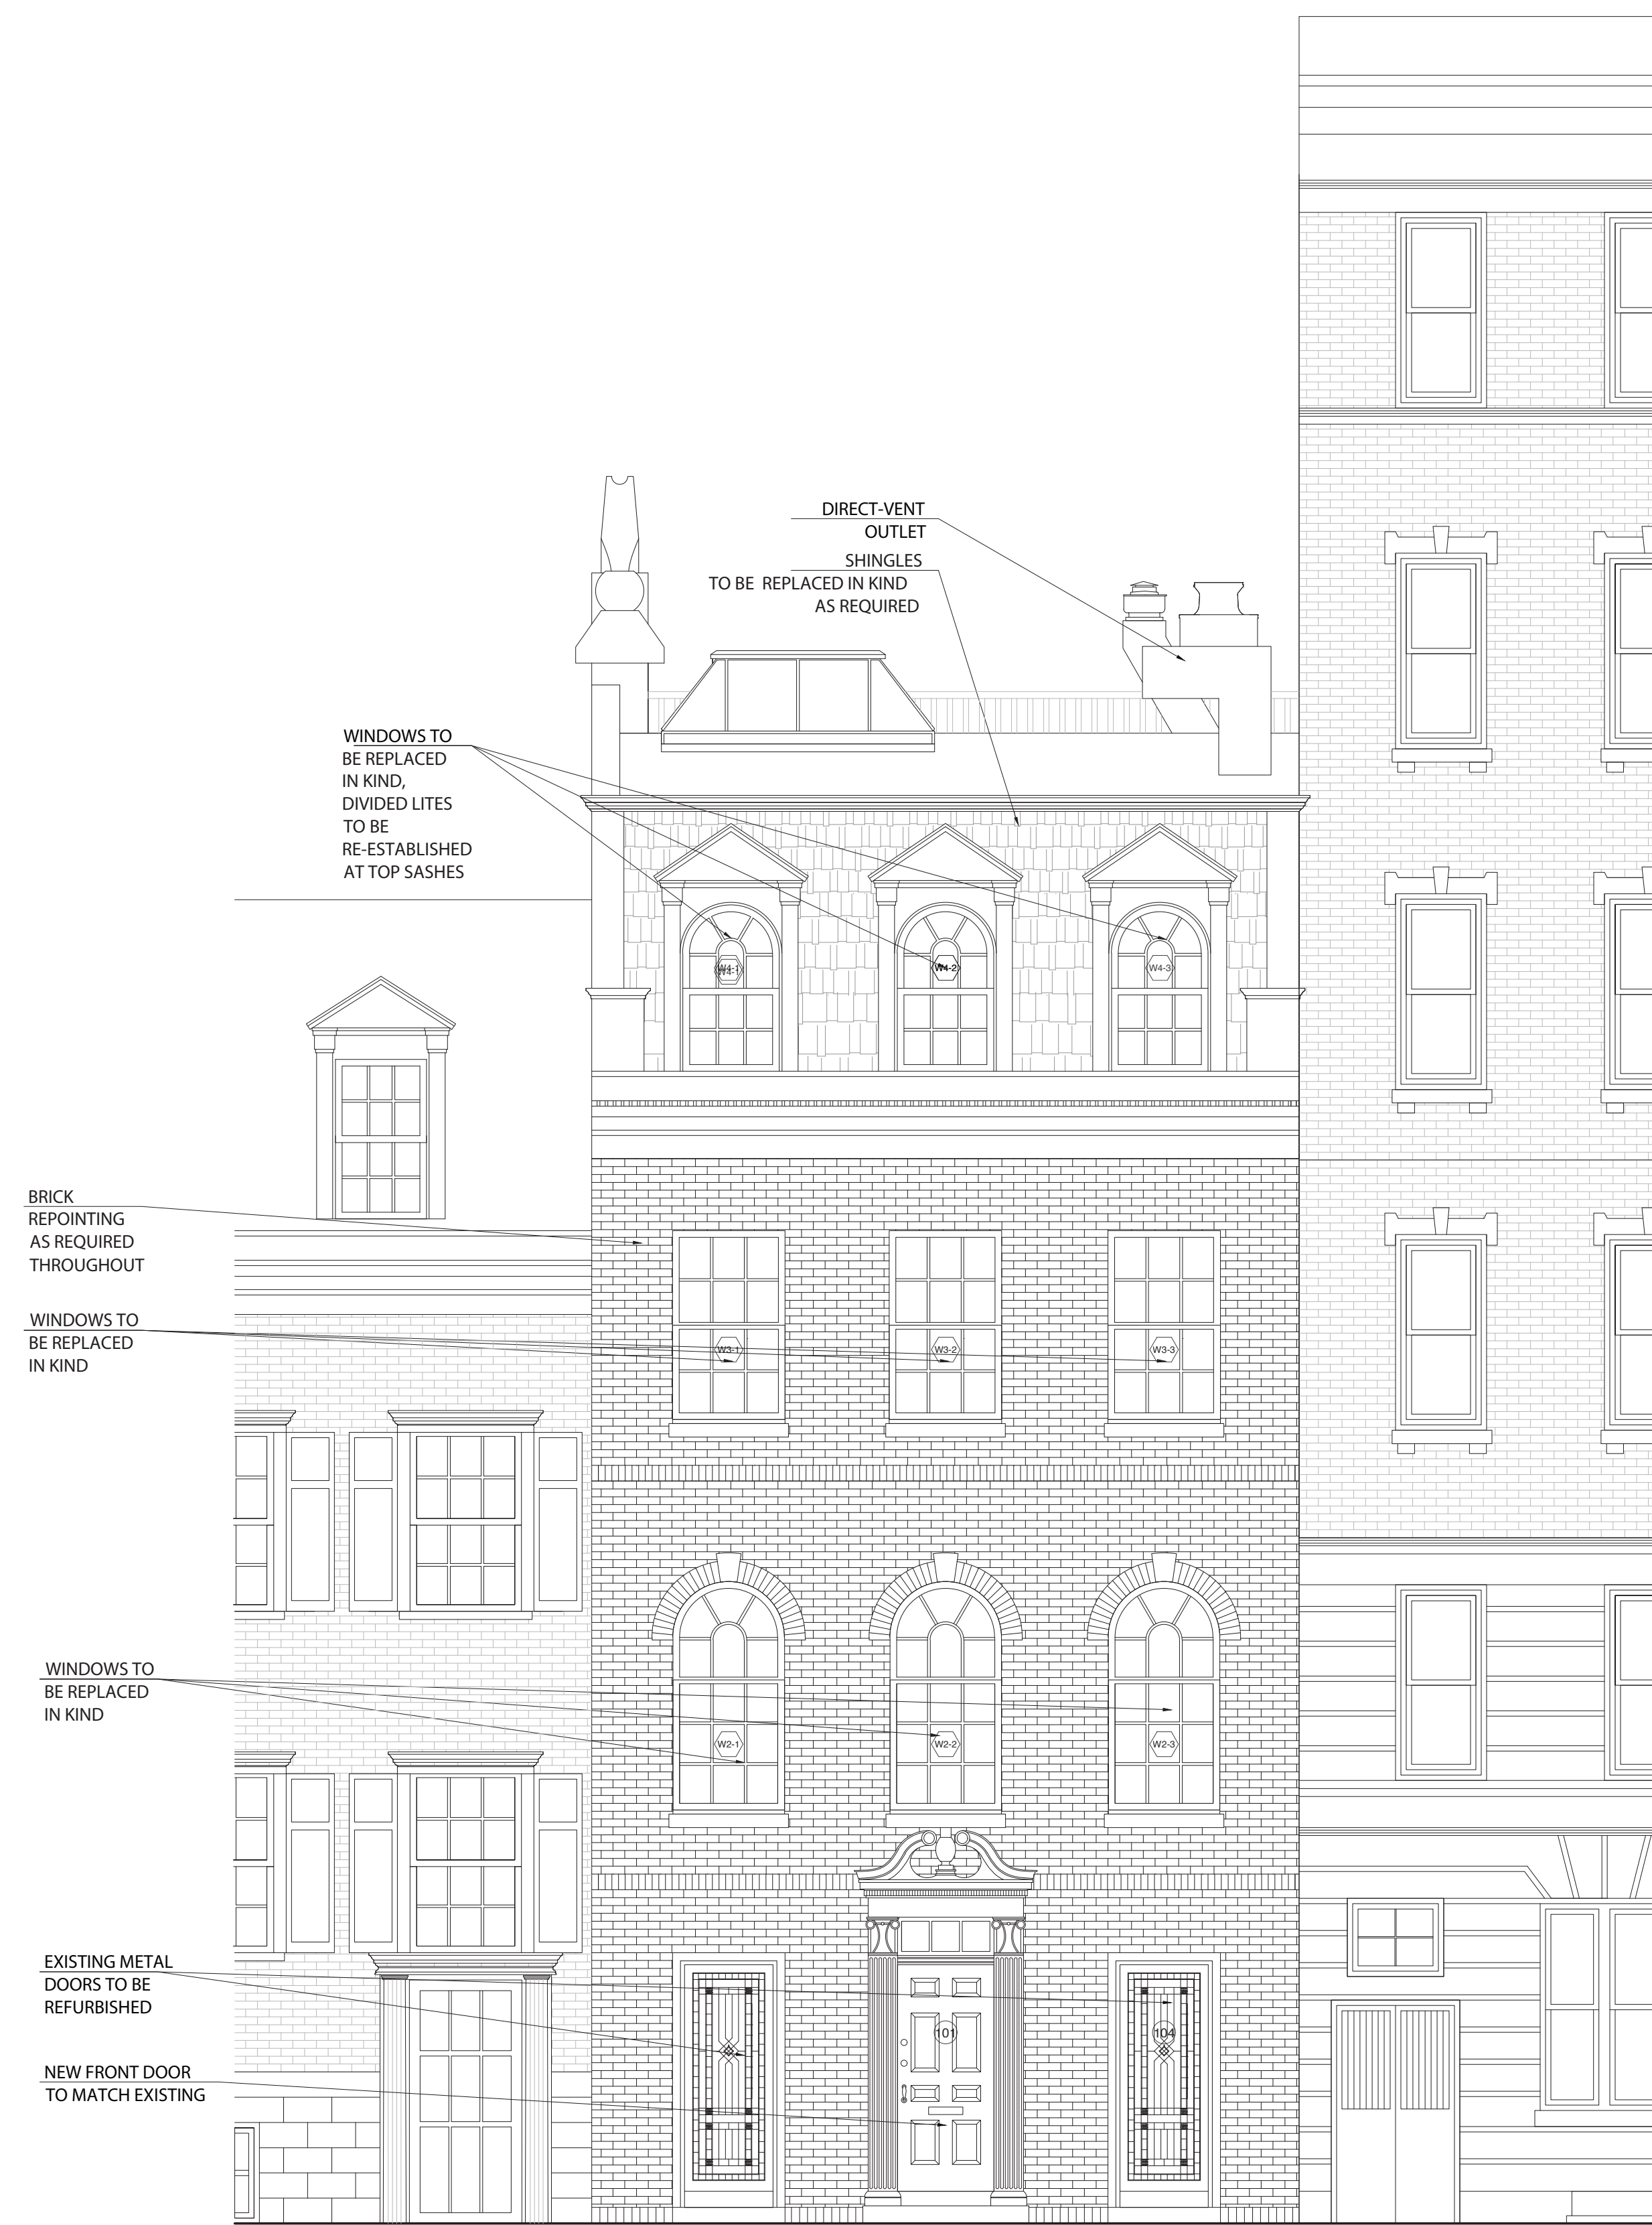 DIRECT-VENT
OUTLET
SHINGLES
TO BE REPLACED IN KIND
AS REQUIRED
WINDOWS TO
BE REPLACED
IN KIND,
DIVIDED LITES
TO BE
RE-ESTABLISHED
AT TOP SASHES
W4-1
W4-2
W4-3
BRICK
REPOINTING
AS REQUIRED
THROUGHOUT
WINDOWS TO
BE REPLACED
IN KIND
W3-1
W3-2
W3-3
WINDOWS TO
BE REPLACED
IN KIND
W2-1
W2-2
W2-3
EXISTING METAL
DOORS TO BE
REFURBISHED
101
104
NEW FRONT DOOR
TO MATCH EXISTING